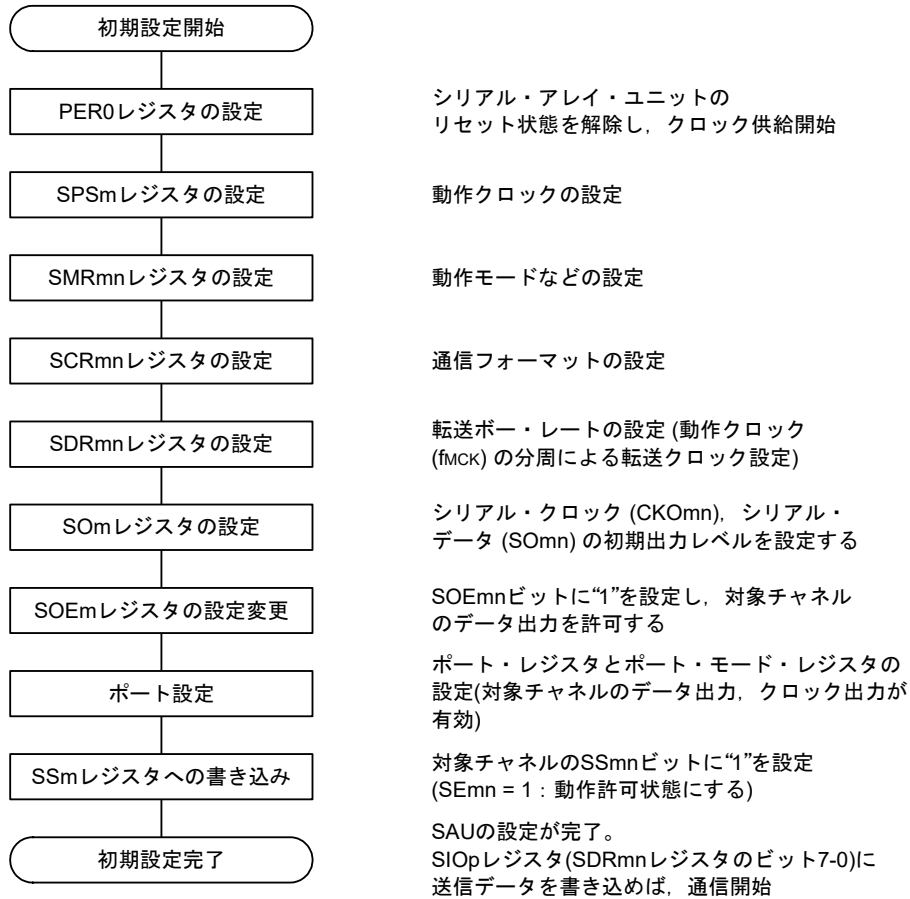 初期設定開始
PER0レジスタの設定
シリアル・アレイ・ユニットの
リセット状態を解除し，クロック供給開始
SPSmレジスタの設定
動作クロックの設定
SMRmnレジスタの設定
動作モードなどの設定
SCRmnレジスタの設定
通信フォーマットの設定
SDRmnレジスタの設定
転送ボー・レートの設定 (動作クロック
(fMCK) の分周による転送クロック設定)
SOmレジスタの設定
シリアル・クロック (CKOmn)，シリアル・
データ (SOmn) の初期出力レベルを設定する
SOEmレジスタの設定変更
SOEmnビットに“1”を設定し，対象チャネル
のデータ出力を許可する
ポート設定
ポート・レジスタとポート・モード・レジスタの
設定(対象チャネルのデータ出力，クロック出力が
有効)
SSmレジスタへの書き込み
対象チャネルのSSmnビットに“1”を設定
(SEmn = 1：動作許可状態にする)
初期設定完了
SAUの設定が完了。
SIOpレジスタ(SDRmnレジスタのビット7-0)に
送信データを書き込めば，通信開始